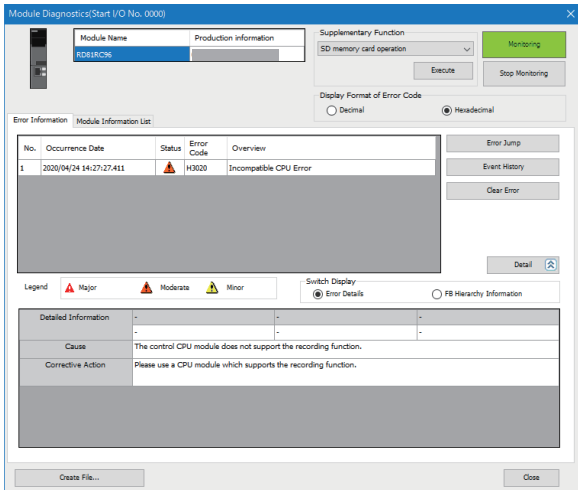 Module Diagnostics(Start I/O No. 0000)
Module Name Production information
RD81RC96
Supplementary Function
SD memory card operation
Execute
Monitoring
Stop Monitoring
Display Format of Error Code
Decimal Hexadecimal
Error Information Module Information List
No. Occurrence Date Status Error Code Overview
1 2020/04/24 14:27:27.411 H3020 Incompatible CPU Error
Error Jump
Event History
Clear Error
Detail
Legend Major Moderate Minor
Switch Display
Error Details FB Hierarchy Information
Detailed Information - - -
- - -
Cause The control CPU module does not support the recording function.
Corrective Action Please use a CPU module which supports the recording function.
Create File... Close